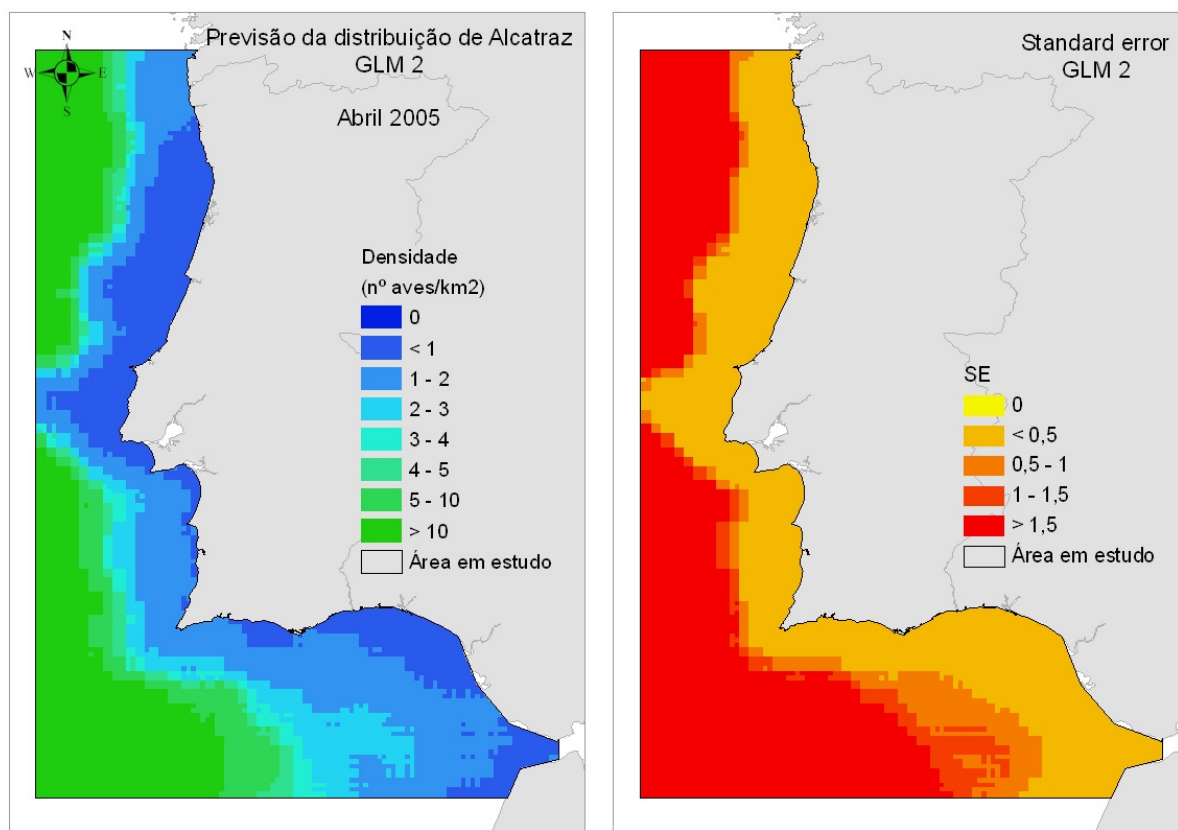 Previsão da distribuição de Alcatraz
GLM 2
Abril 2005
N
W
E
S
Densidade
(nº aves/km2)
0
< 1
1 - 2
2 - 3
3 - 4
4 - 5
5 - 10
> 10
Área em estudo
Standard error
GLM 2
SE
0
< 0,5
0,5 - 1
1 - 1,5
> 1,5
Área em estudo